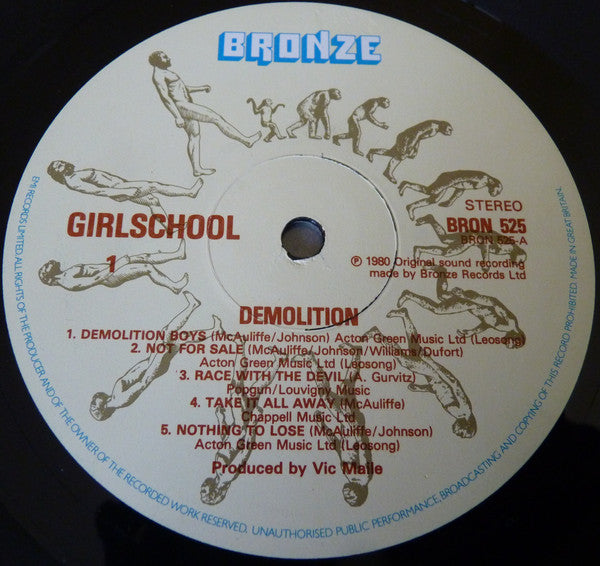 BRONZE
GIRLSCHOOL
1
STEREO
BRON 525
BRON 525-A
℗ 1980 Original sound recording
made by Bronze Records Ltd
DEMOLITION
1. DEMOLITION BOYS (McAuliffe/Johnson) Acton Green Music Ltd (Leosong)
2. NOT FOR SALE (McAuliffe/Johnson/Williams/Dufort)
Acton Green Music Ltd (Leosong)
3. RACE WITH THE DEVIL (A. Gurvitz)
Poogun/Louvigny Music
4. TAKE IT ALL AWAY (McAuliffe)
Chappell Music Ltd
5. NOTHING TO LOSE (McAuliffe/Johnson)
Acton Green Music Ltd (Leosong)
Produced by Vic Maile
EMI RECORDS LIMITED. ALL RIGHTS OF THE PRODUCER AND OF THE OWNER OF THE RECORDED WORK RESERVED. UNAUTHORISED PUBLIC PERFORMANCE, BROADCASTING AND COPYING OF THIS RECORD PROHIBITED. MADE IN GREAT BRITAIN.